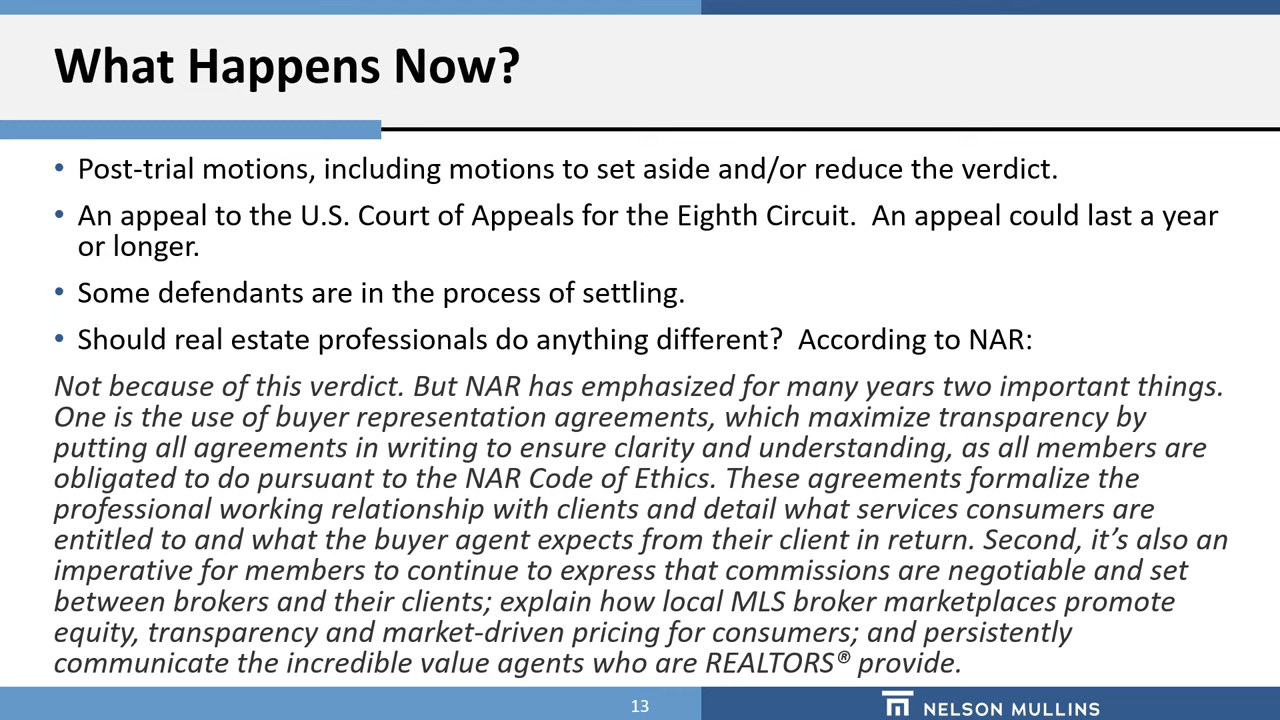 What Happens Now?
• Post-trial motions, including motions to set aside and/or reduce the verdict.
• An appeal to the U.S. Court of Appeals for the Eighth Circuit.  An appeal could last a year
or longer.
• Some defendants are in the process of settling.
• Should real estate professionals do anything different?  According to NAR:
Not because of this verdict. But NAR has emphasized for many years two important things.
One is the use of buyer representation agreements, which maximize transparency by
putting all agreements in writing to ensure clarity and understanding, as all members are
obligated to do pursuant to the NAR Code of Ethics. These agreements formalize the
professional working relationship with clients and detail what services consumers are
entitled to and what the buyer agent expects from their client in return. Second, it’s also an
imperative for members to continue to express that commissions are negotiable and set
between brokers and their clients; explain how local MLS broker marketplaces promote
equity, transparency and market-driven pricing for consumers; and persistently
communicate the incredible value agents who are REALTORS® provide.
13
NELSON MULLINS